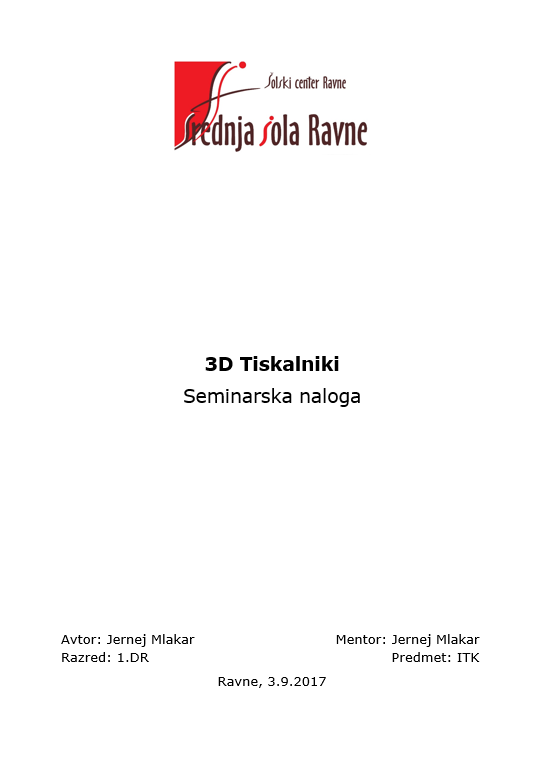 Šolski center Ravne
Srednja šola Ravne
3D Tiskalniki
Seminarska naloga
Avtor: Jernej Mlakar
Mentor: Jernej Mlakar
Razred: 1.DR
Predmet: ITK
Ravne, 3.9.2017